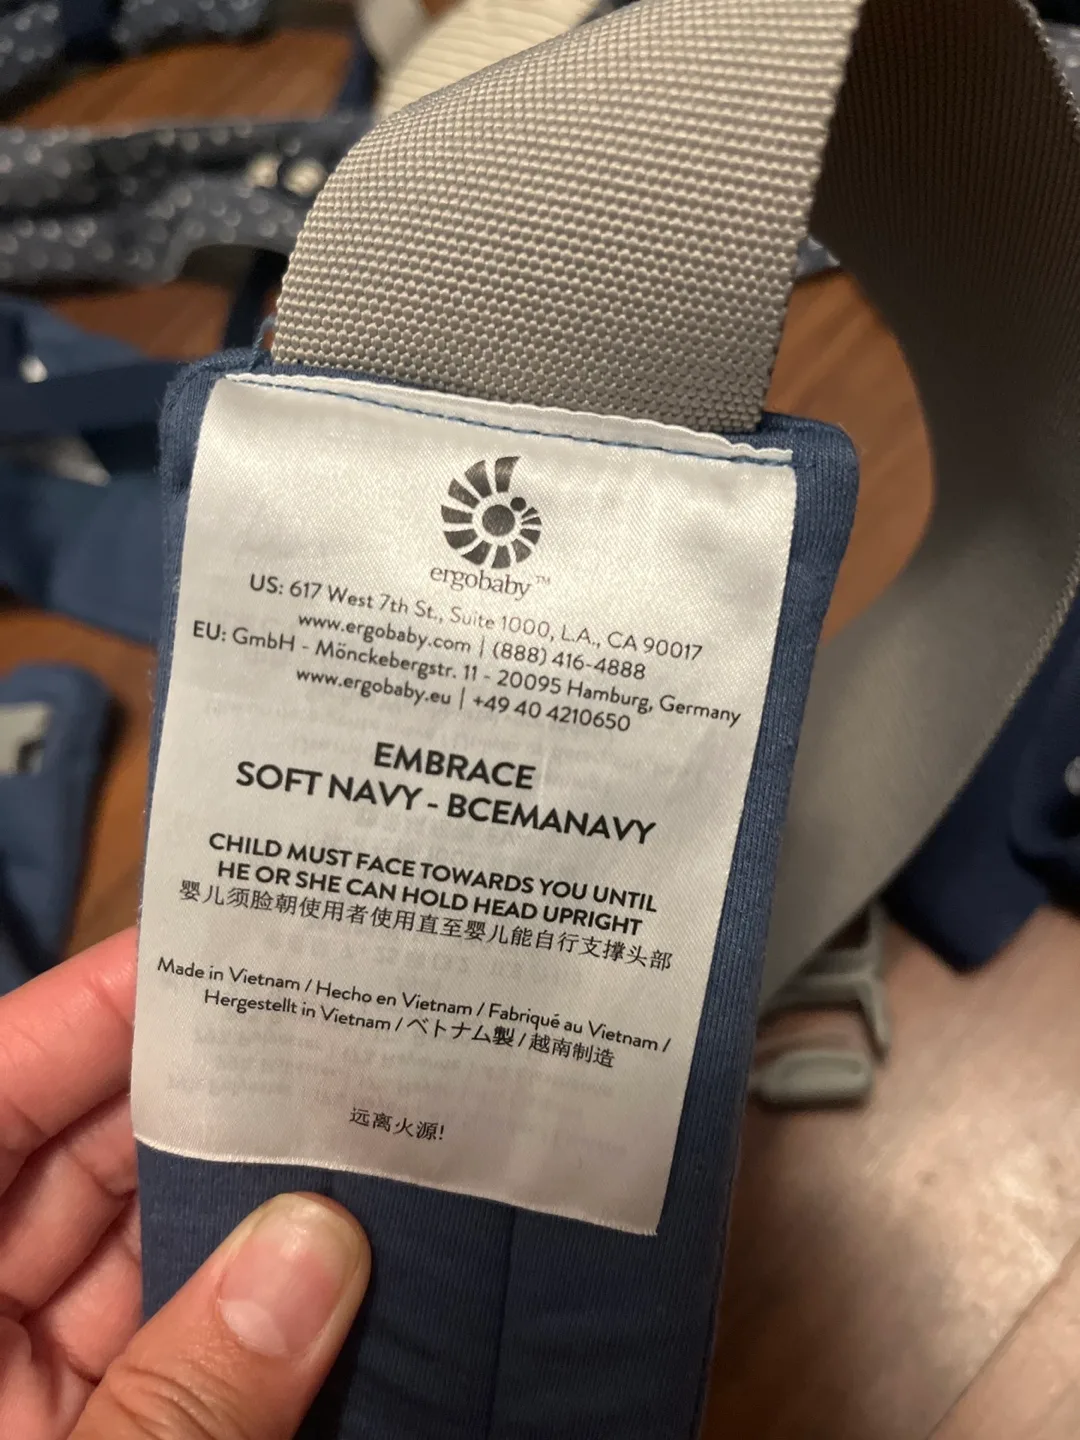 ergobaby™
US: 617 West 7th St., Suite 1000, L.A., CA 90017
www.ergobaby.com | (888) 416-4888
EU: GmbH - Mönckebergstr. 11 - 20095 Hamburg, Germany
www.ergobaby.eu | +49 40 4210650
EMBRACE
SOFT NAVY - BCEMANAVY
CHILD MUST FACE TOWARDS YOU UNTIL
HE OR SHE CAN HOLD HEAD UPRIGHT
婴儿须脸朝使用者使用直至婴儿能自行支撑头部
Made in Vietnam / Hecho en Vietnam / Fabriqué au Vietnam /
Hergestellt in Vietnam / ベトナム製 / 越南制造
远离火源!